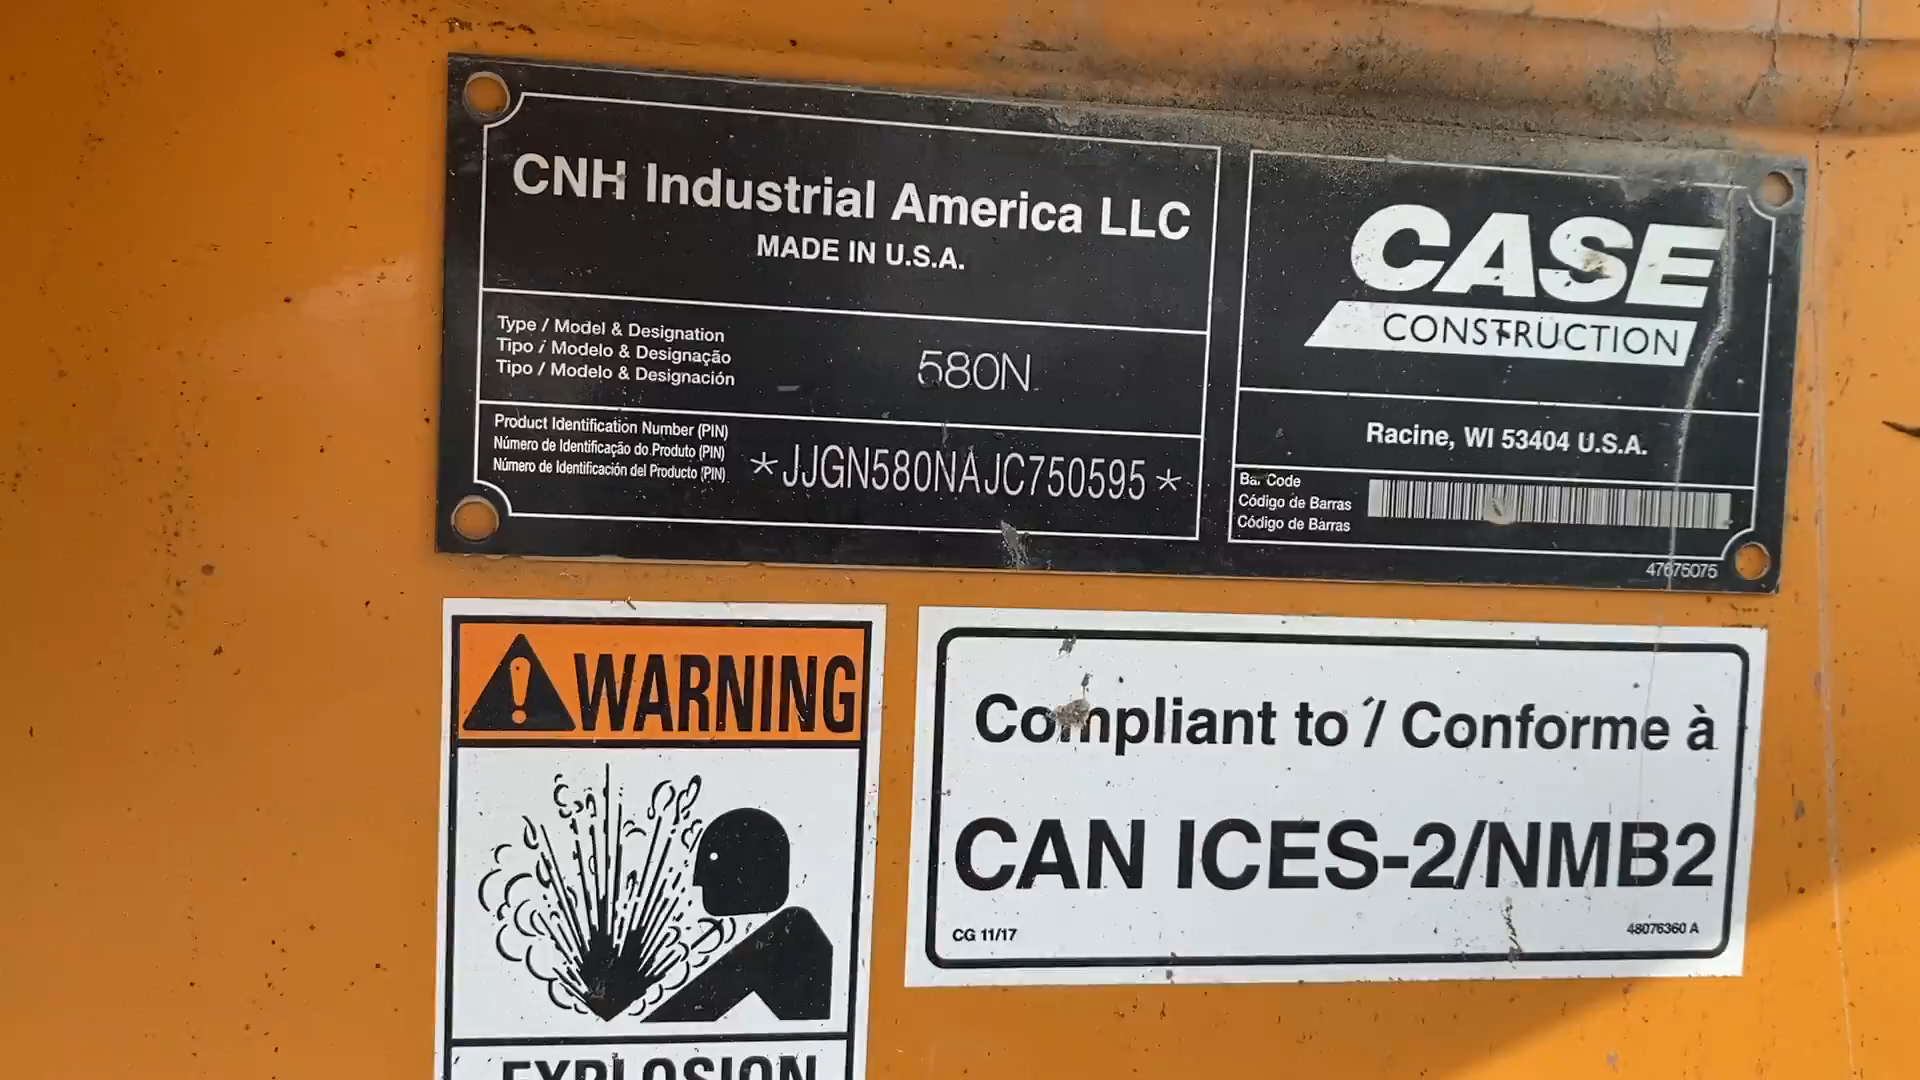 CNH Industrial America LLC
MADE IN U.S.A.
Type / Model & Designation
Tipo / Modelo & Designação
Tipo / Modelo & Designación
580N
Product Identification Number (PIN)
Número de Identificação do Produto (PIN)
Número de Identificación del Producto (PIN)
*JJGN580NAJC750595*
CASE
CONSTRUCTION
Racine, WI 53404 U.S.A.
Bar Code
Código de Barras
Código de Barras
47675075
WARNING
EXPLOSION
Compliant to / Conforme à
CAN ICES-2/NMB2
CG 11/17
48076360 A